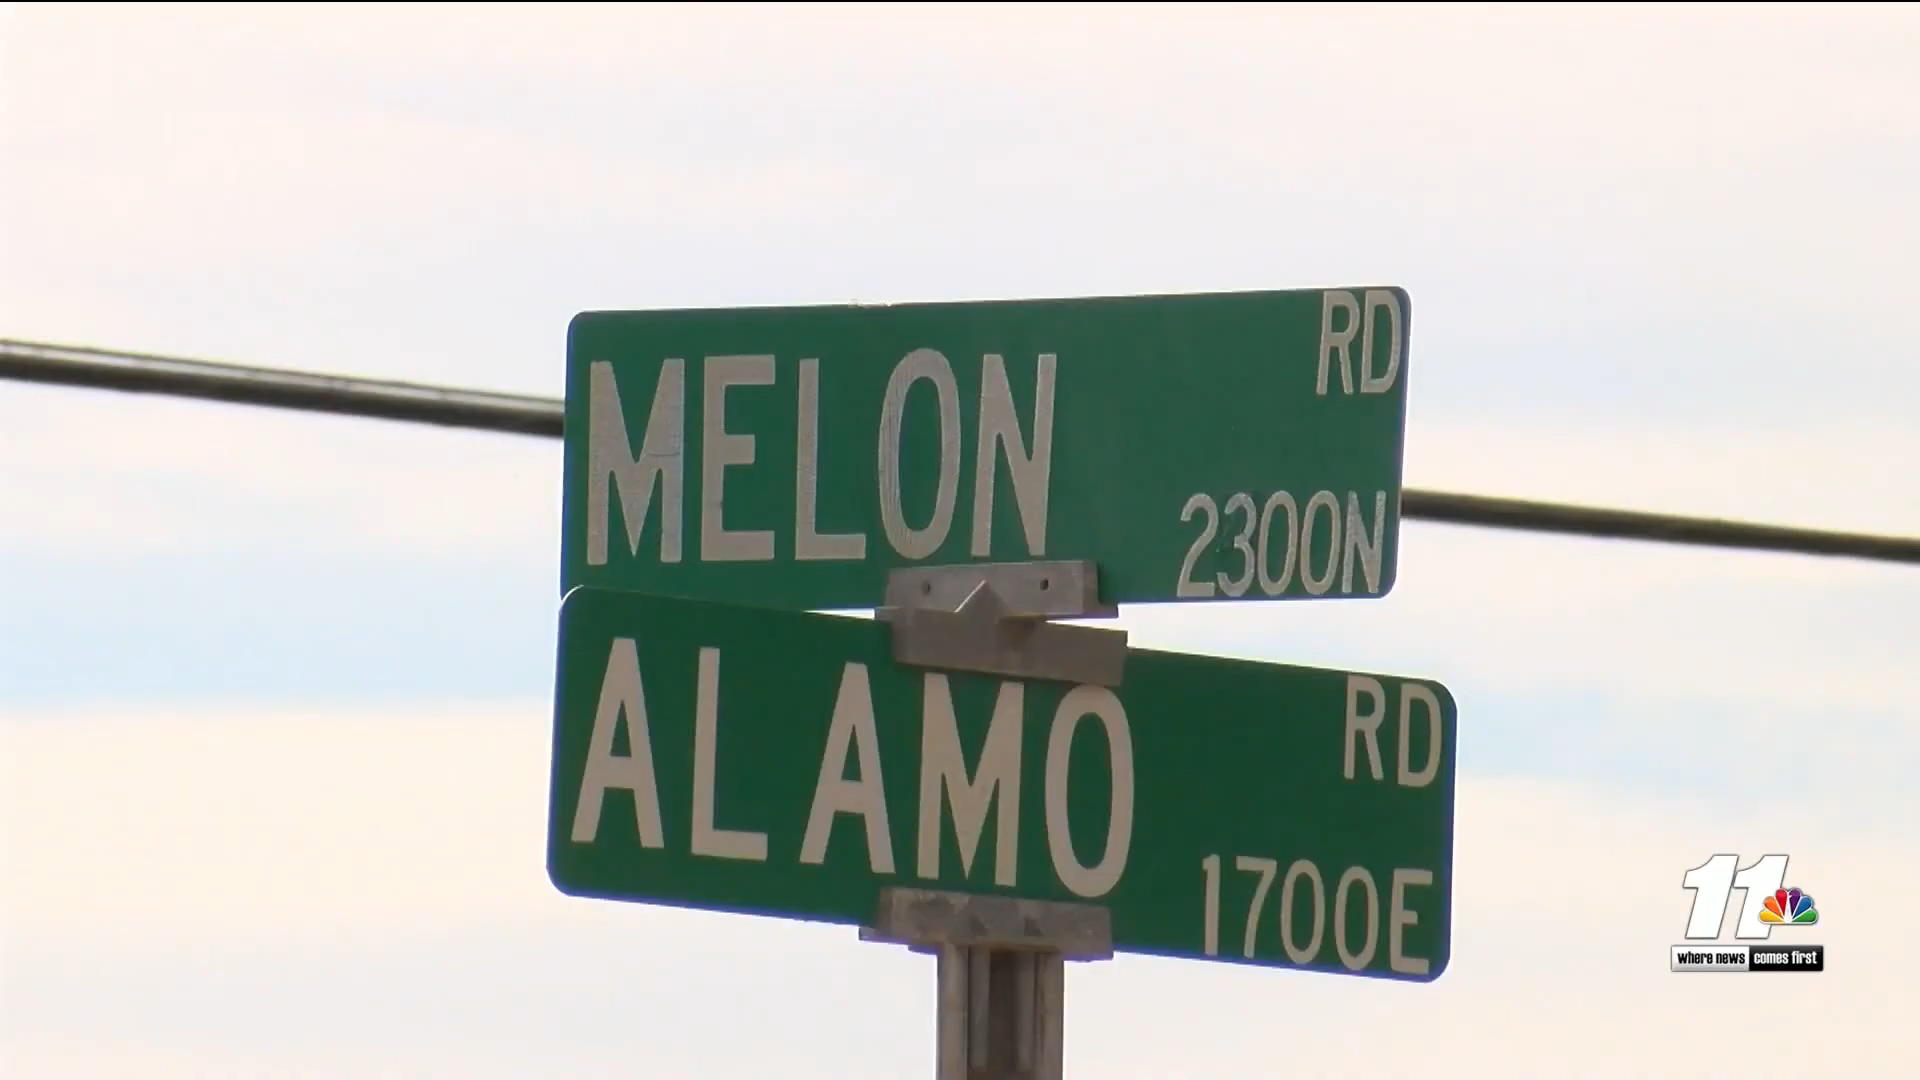 MELON RD
2300N
ALAMO RD
1700E
11
where news comes first